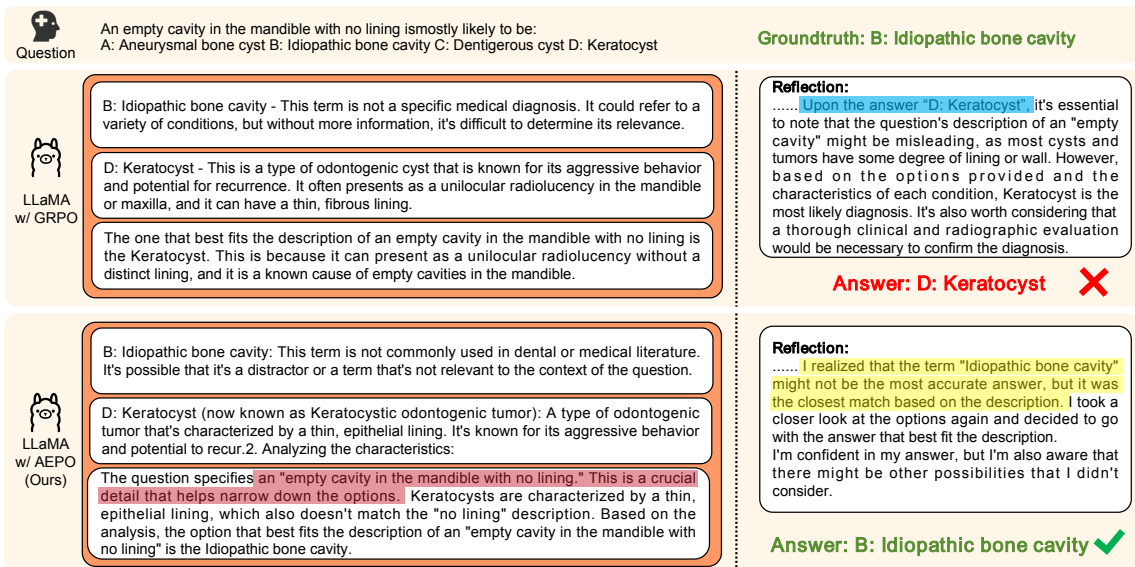 An empty cavity in the mandible with no lining ismostly likely to be:
A: Aneurysmal bone cyst B: Idiopathic bone cavity C: Dentigerous cyst D: Keratocyst
Question
Groundtruth: B: Idiopathic bone cavity
B: Idiopathic bone cavity - This term is not a specific medical diagnosis. It could refer to a
variety of conditions, but without more information, it's difficult to determine its relevance.
D: Keratocyst - This is a type of odontogenic cyst that is known for its aggressive behavior
and potential for recurrence. It often presents as a unilocular radiolucency in the mandible
or maxilla, and it can have a thin, fibrous lining.
The one that best fits the description of an empty cavity in the mandible with no lining is
the Keratocyst. This is because it can present as a unilocular radiolucency without a
distinct lining, and it is a known cause of empty cavities in the mandible.
LLaMA
w/ GRPO
Reflection:
...... Upon the answer “D: Keratocyst”, it's essential
to note that the question's description of an "empty
cavity" might be misleading, as most cysts and
tumors have some degree of lining or wall. However,
based on the options provided and the
characteristics of each condition, Keratocyst is the
most likely diagnosis. It's also worth considering that
a thorough clinical and radiographic evaluation
would be necessary to confirm the diagnosis.
Answer: D: Keratocyst
B: Idiopathic bone cavity: This term is not commonly used in dental or medical literature.
It's possible that it's a distractor or a term that's not relevant to the context of the question.
D: Keratocyst (now known as Keratocystic odontogenic tumor): A type of odontogenic
tumor that's characterized by a thin, epithelial lining. It's known for its aggressive behavior
and potential to recur.2. Analyzing the characteristics:
The question specifies an "empty cavity in the mandible with no lining." This is a crucial
detail that helps narrow down the options. Keratocysts are characterized by a thin,
epithelial lining, which also doesn't match the "no lining" description. Based on the
analysis, the option that best fits the description of an "empty cavity in the mandible with
no lining" is the Idiopathic bone cavity.
LLaMA
w/ AEPO
(Ours)
Reflection:
...... I realized that the term "Idiopathic bone cavity"
might not be the most accurate answer, but it was
the closest match based on the description. I took a
closer look at the options again and decided to go
with the answer that best fit the description.
I'm confident in my answer, but I'm also aware that
there might be other possibilities that I didn't
consider.
Answer: B: Idiopathic bone cavity